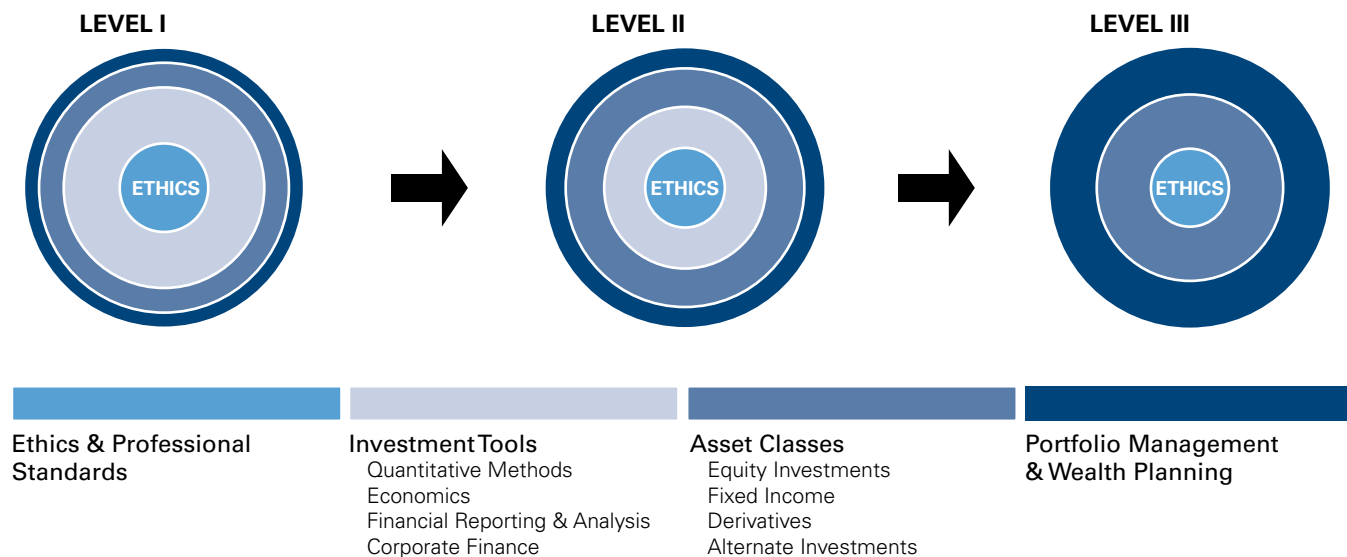 LEVEL I
LEVEL II
LEVEL III
ETHICS
ETHICS
ETHICS
Ethics & Professional
Standards
Investment Tools
Quantitative Methods
Economics
Financial Reporting & Analysis
Corporate Finance
Asset Classes
Equity Investments
Fixed Income
Derivatives
Alternate Investments
Portfolio Management
& Wealth Planning